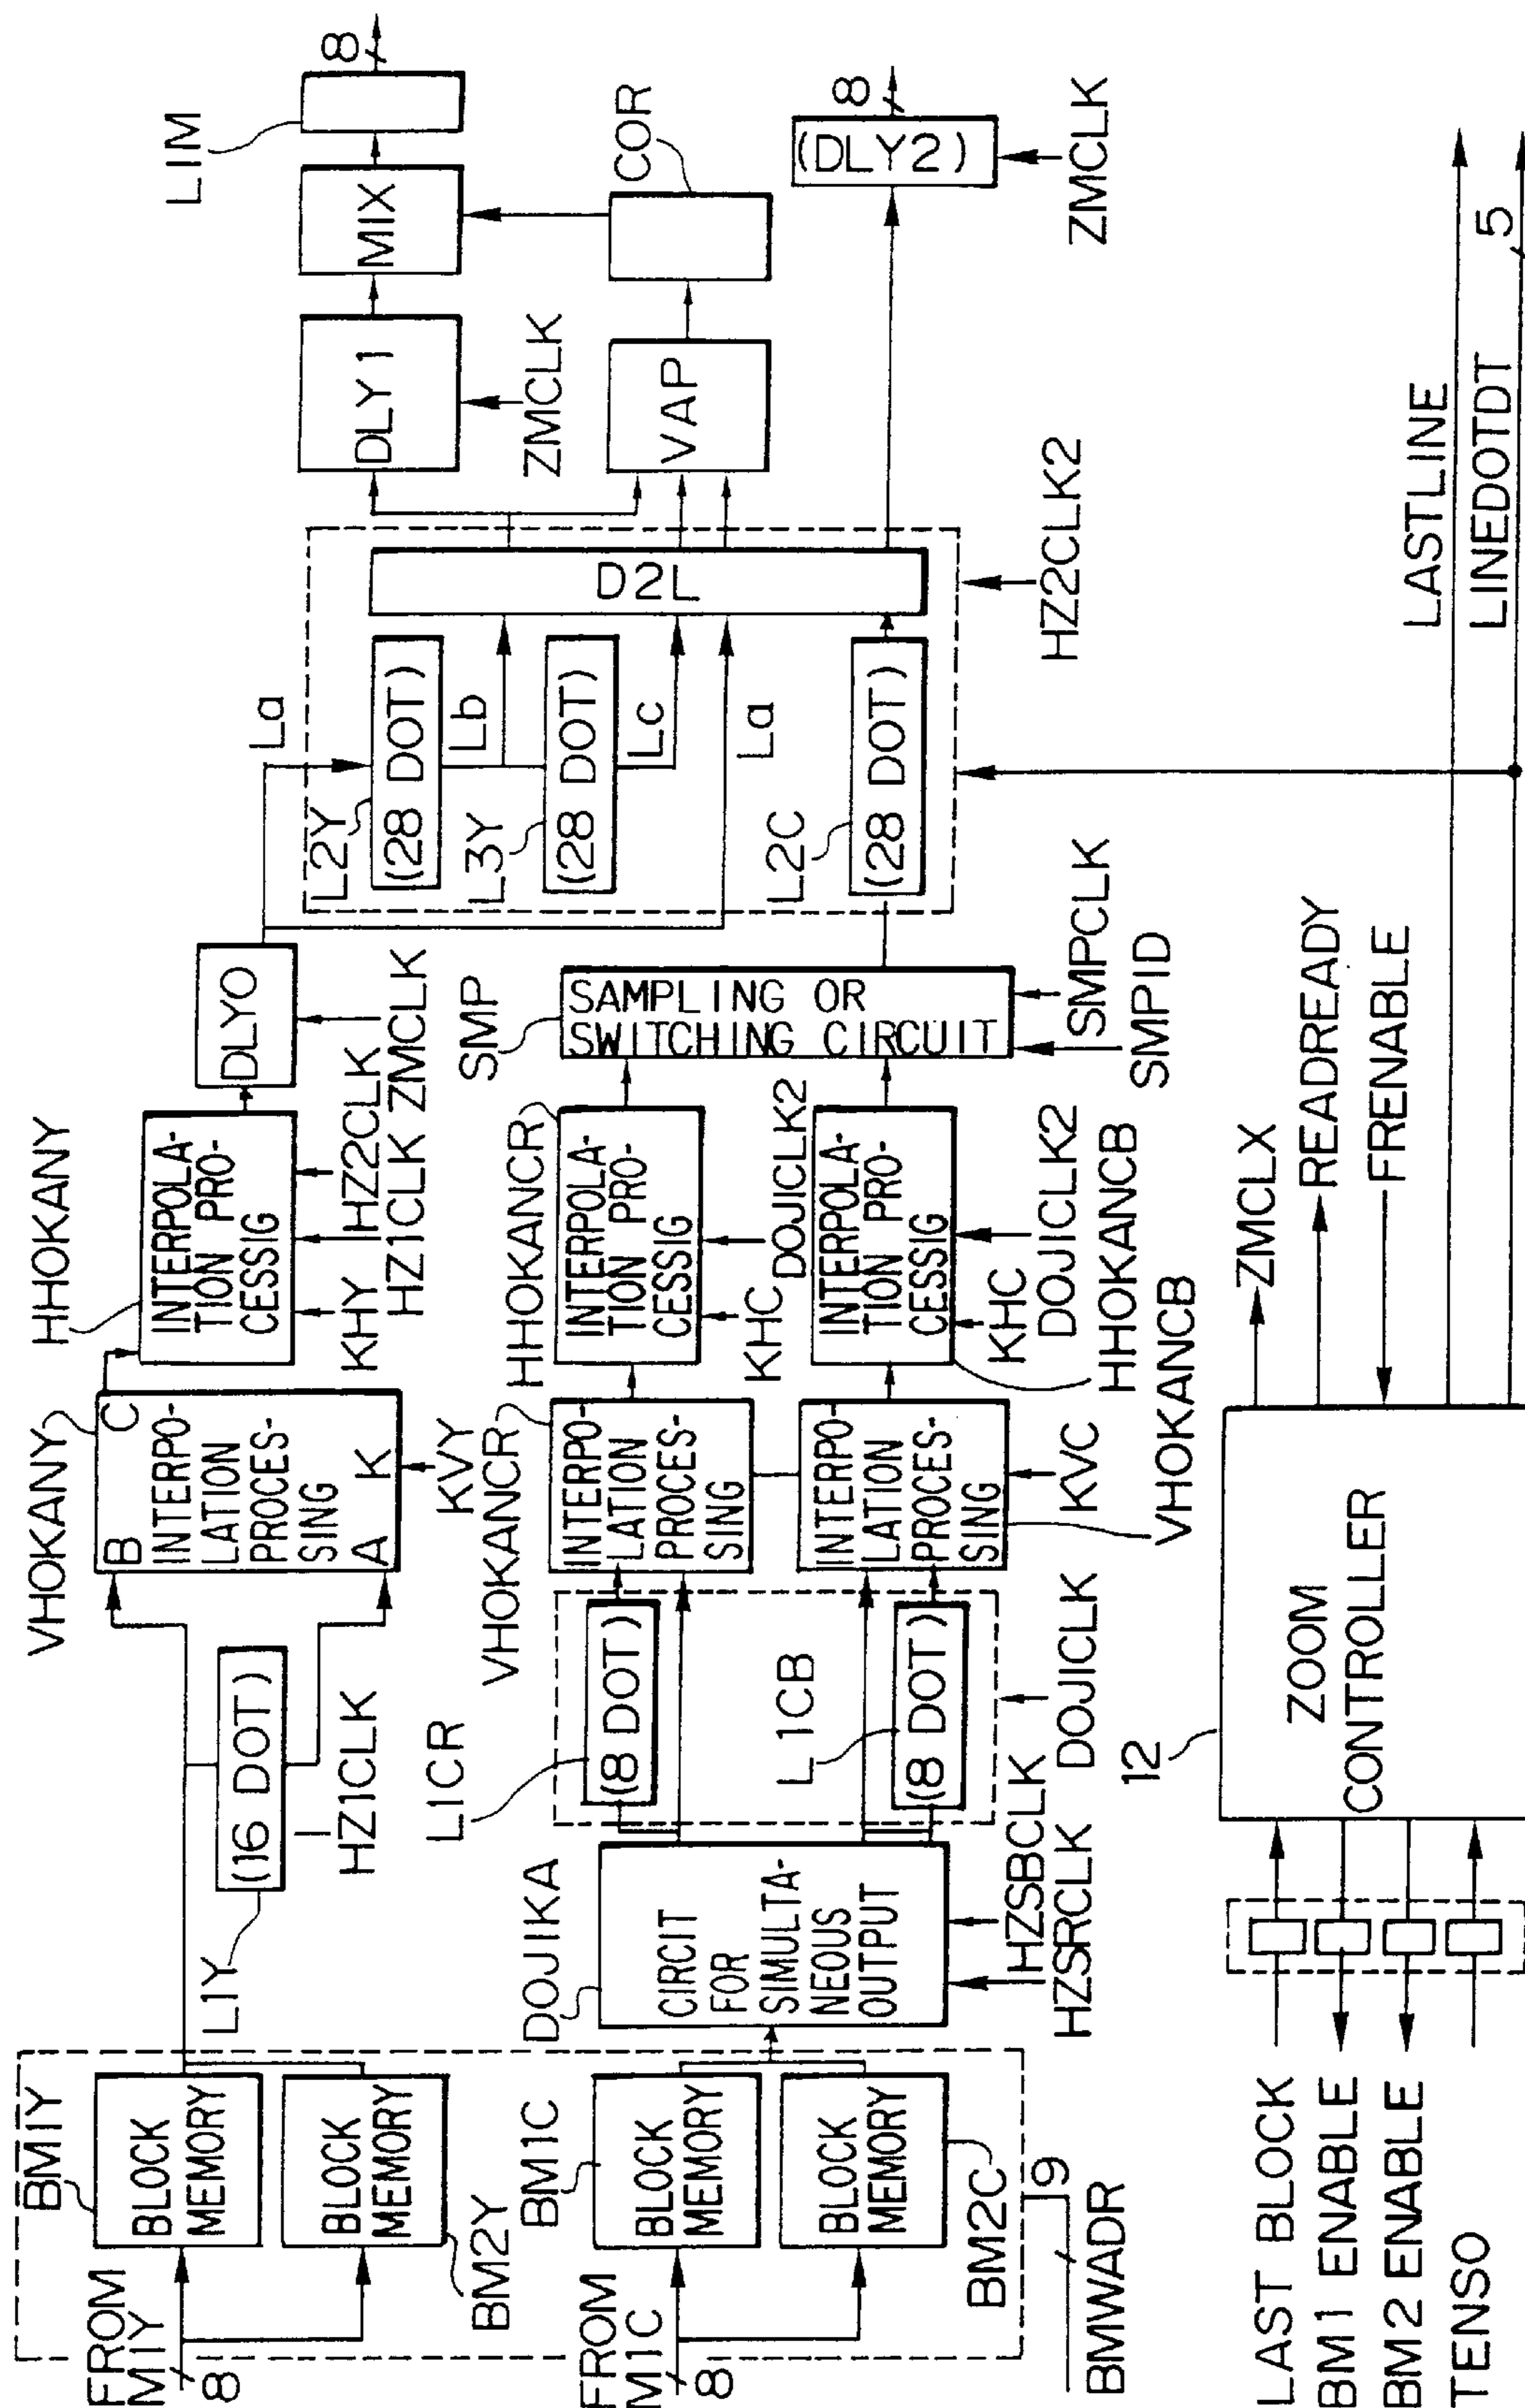 FROM
M1Y
8
BM1Y
BLOCK
MEMORY
BLOCK
MEMORY
BM2Y
L1Y
(16 DOT)
HZ1CLK
VHOKANY
B
C
INTERPO-
LATION
PROCES-
SING
A
K
KVY
HHOKANY
INTERPOLA-
TION PRO-
CESSIG
KHY
HZ1CLK
HZ2CLK
DLYO
ZMCLK
La
L2Y
(28 DOT)
Lb
L3Y
(28 DOT)
Lc
La
L2C
(28 DOT)
D2L
HZ2CLK2
DLY1
ZMCLK
MIX
LIM
8
VAP
COR
(DLY2)
8
ZMCLK
FROM
M1C
8
BM1C
BLOCK
MEMORY
BLOCK
MEMORY
BM2C
9
BMWADR
DOJIKA
CIRCIT
FOR
SIMULTA-
NEOUS
OUTPUT
HZSBCLK
HZSRCLK
L1CR
(8 DOT)
L1CB
(8 DOT)
DOJICLK
VHOKANCR
INTERPO-
LATION
PROCES-
SING
INTERPO-
LATION
PROCES-
SING
KVC
VHOKANCB
HHOKANCR
INTERPOLA-
TION PRO-
CESSIG
KHC
DOJICLK2
INTERPOLA-
TION PRO-
CESSIG
KHC
DOJICLK2
HHOKANCB
SMP
SAMPLING OR
SWITCHING CIRCUIT
SMPCLK
SMPID
LAST BLOCK
BM1 ENABLE
BM2 ENABLE
TENSO
12
ZOOM
CONTROLLER
ZMCLX
READREADY
FRENABLE
LASTLINE
LINEDOTDT
5